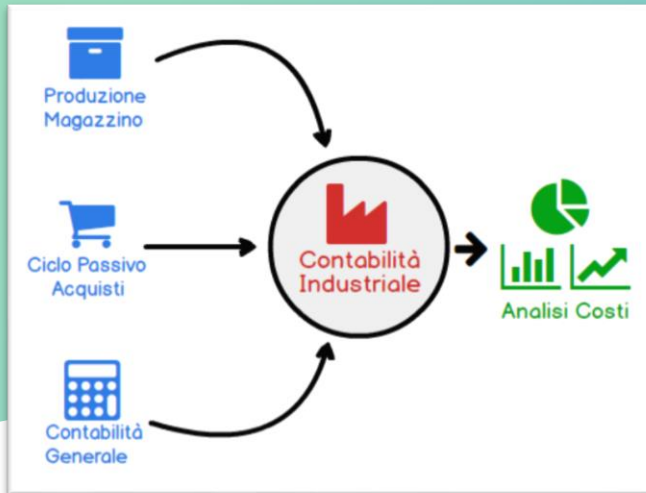 Produzione
Magazzino
Ciclo Passivo
Acquisti
Contabilità
Generale
Contabilità
Industriale
Analisi Costi